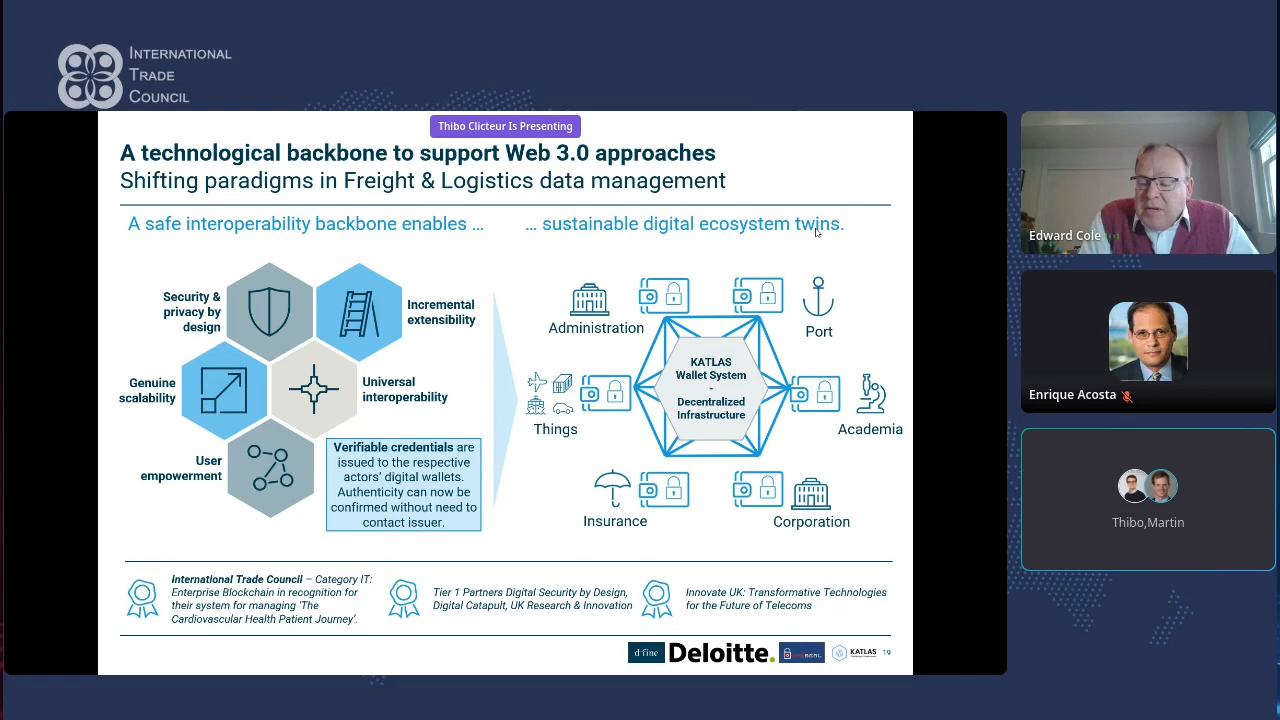 INTERNATIONAL
TRADE
COUNCIL
Thibo Clicteur Is Presenting
A technological backbone to support Web 3.0 approaches
Shifting paradigms in Freight & Logistics data management
A safe interoperability backbone enables ...
... sustainable digital ecosystem twins.
Security &
privacy by
design
Incremental
extensibility
Genuine
scalability
Universal
interoperability
User
empowerment
Verifiable credentials are
issued to the respective
actors' digital wallets.
Authenticity can now be
confirmed without need to
contact issuer.
Administration
Port
KATLAS
Wallet System
-
Decentralized
Infrastructure
Things
Academia
Insurance
Corporation
International Trade Council – Category IT:
Enterprise Blockchain in recognition for
their system for managing 'The
Cardiovascular Health Patient Journey'.
Tier 1 Partners Digital Security by Design,
Digital Catapult, UK Research & Innovation
Innovate UK: Transformative Technologies
for the Future of Telecoms
d-fine
Deloitte.
KATLAS
19
Edward Cole
Enrique Acosta
Thibo,Martin